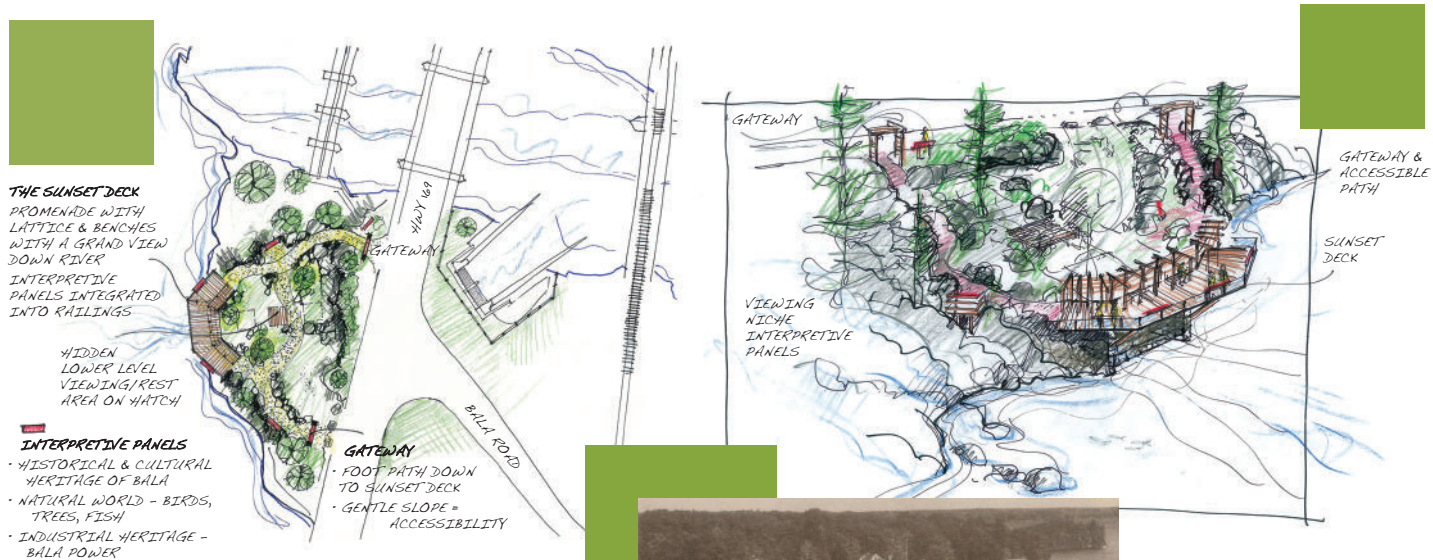 THE SUNSET DECK
PROMENADE WITH
LATTICE & BENCHES
WITH A GRAND VIEW
DOWN RIVER
INTERPRETIVE
PANELS INTEGRATED
INTO RAILINGS
HIDDEN
LOWER LEVEL
VIEWING/REST
AREA ON HATCH
INTERPRETIVE PANELS
· HISTORICAL & CULTURAL
HERITAGE OF BALA
· NATURAL WORLD - BIRDS,
TREES, FISH
· INDUSTRIAL HERITAGE -
BALA POWER
HWY 169
GATEWAY
BALA ROAD
GATEWAY
· FOOT PATH DOWN
TO SUNSET DECK
· GENTLE SLOPE =
ACCESSIBILITY
GATEWAY
VIEWING
NICHE
INTERPRETIVE
PANELS
GATEWAY &
ACCESSIBLE
PATH
SUNSET
DECK